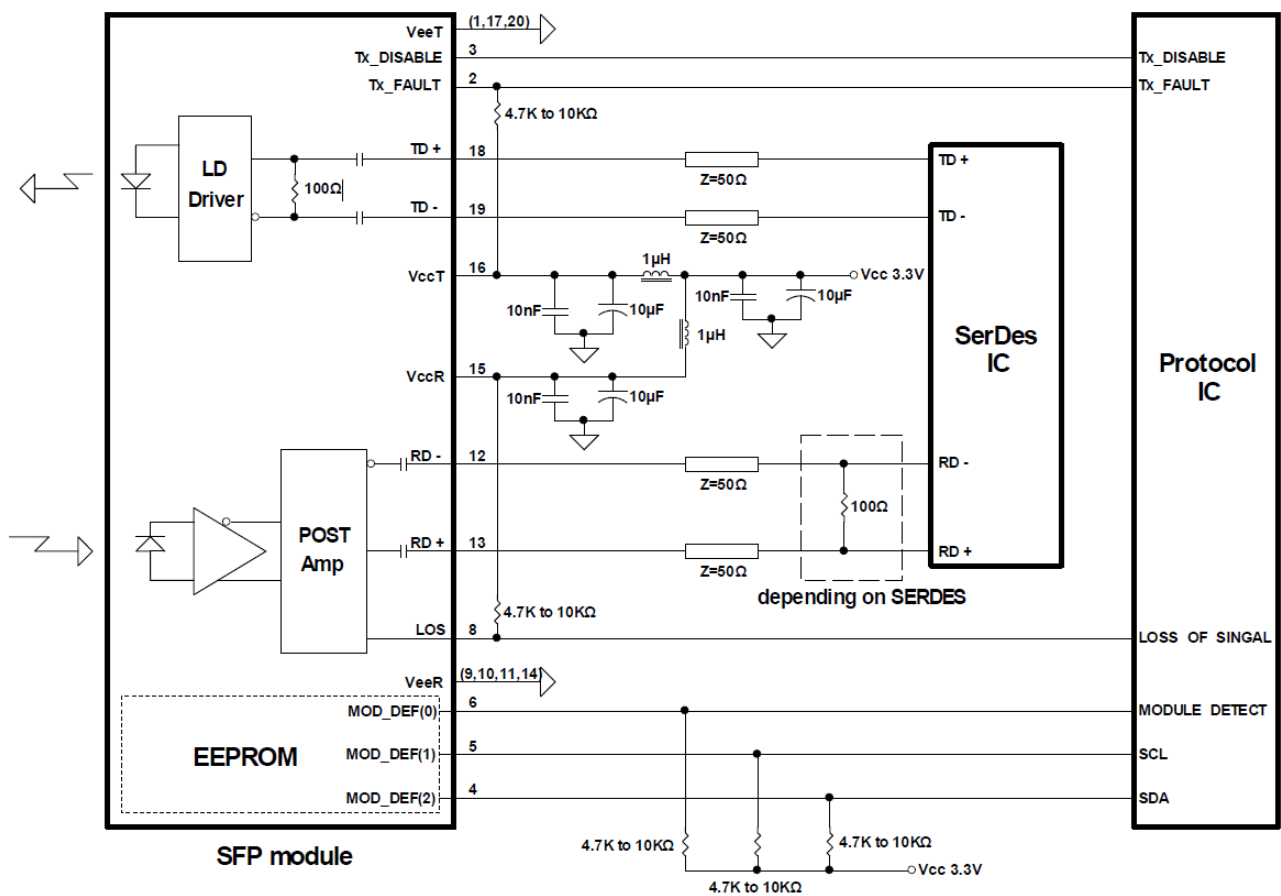 VeeT
(1,17,20)
Tx_DISABLE
3
Tx_DISABLE
Tx_FAULT
2
Tx_FAULT
4.7K to 10KΩ
LD
Driver
100Ω
TD +
18
Z=50Ω
TD +
TD -
19
Z=50Ω
TD -
VccT
16
1µH
Vcc 3.3V
10nF
10µF
10nF
10µF
1µH
SerDes
IC
Protocol
IC
VccR
15
10nF
10µF
RD -
12
Z=50Ω
RD -
100Ω
POST
Amp
RD +
13
Z=50Ω
RD +
depending on SERDES
4.7K to 10KΩ
LOS
8
LOSS OF SINGAL
VeeR
(9,10,11,14)
MOD_DEF(0)
6
MODULE DETECT
EEPROM
MOD_DEF(1)
5
SCL
MOD_DEF(2)
4
SDA
4.7K to 10KΩ
4.7K to 10KΩ
4.7K to 10KΩ
Vcc 3.3V
SFP module